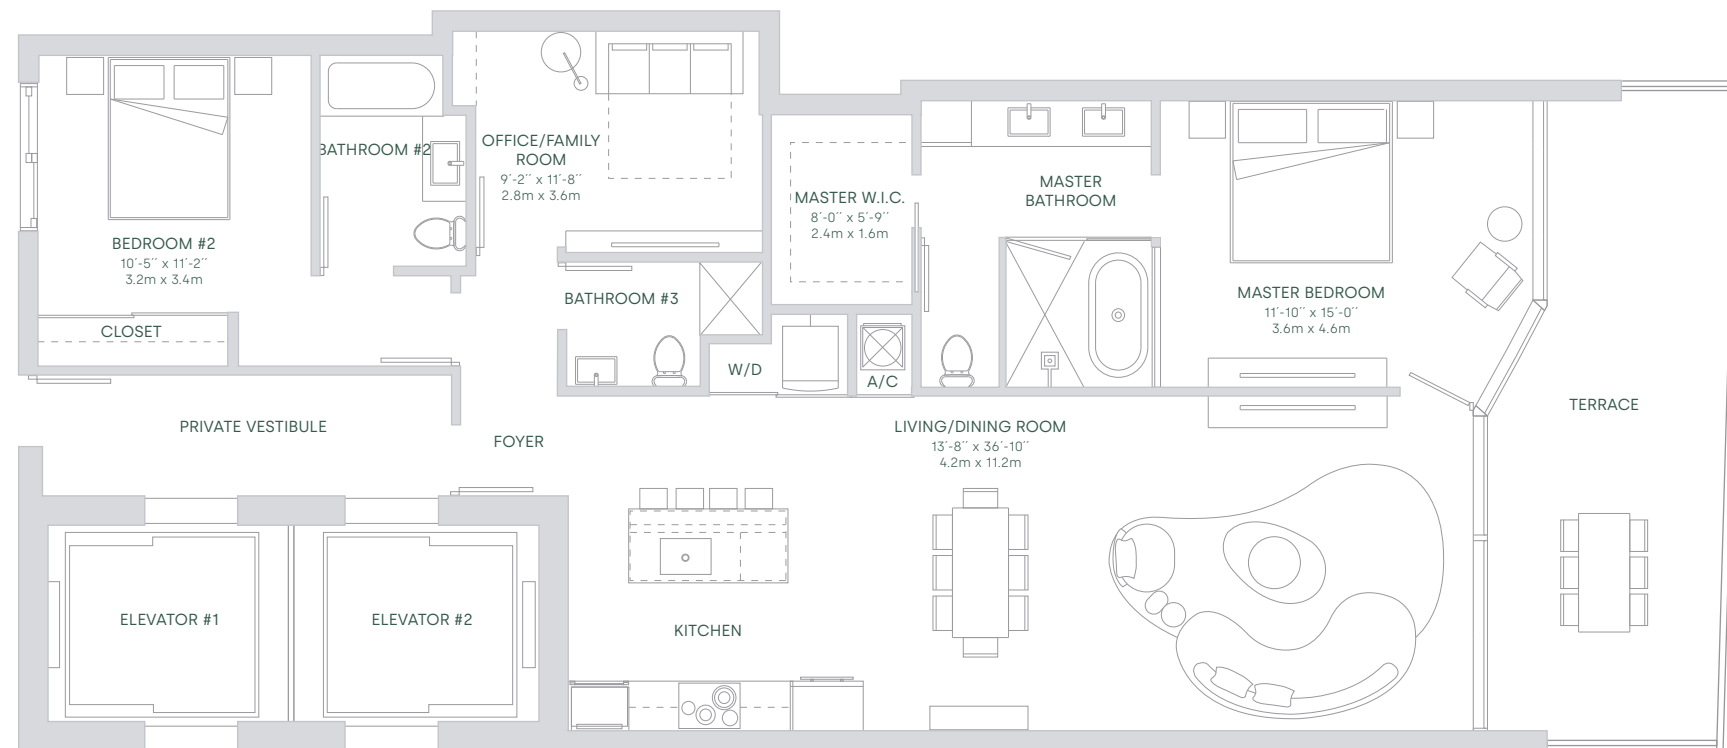 BEDROOM #2
10´-5´´ x 11´-2´´
3.2m x 3.4m
CLOSET
BATHROOM #2
OFFICE/FAMILY
ROOM
9´-2´´ x 11´-8´´
2.8m x 3.6m
BATHROOM #3
MASTER W.I.C.
8´-0´´ x 5´-9´´
2.4m x 1.6m
W/D
A/C
MASTER
BATHROOM
MASTER BEDROOM
11´-10´´ x 15´-0´´
3.6m x 4.6m
TERRACE
PRIVATE VESTIBULE
FOYER
LIVING/DINING ROOM
13´-8´´ x 36´-10´´
4.2m x 11.2m
ELEVATOR #1
ELEVATOR #2
KITCHEN